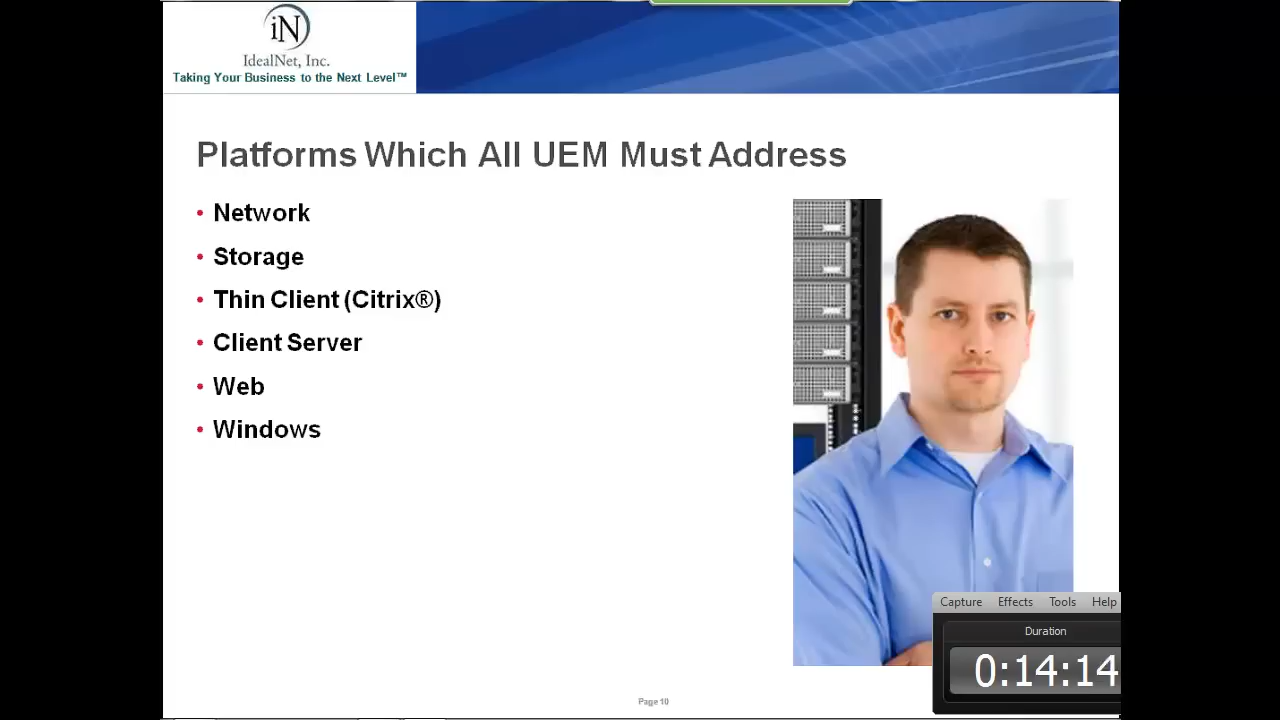 iN
IdealNet, Inc.
Taking Your Business to the Next Level™
Platforms Which All UEM Must Address
• Network
• Storage
• Thin Client (Citrix®)
• Client Server
• Web
• Windows
Capture Effects Tools Help
Duration
0:14:14
Page 10